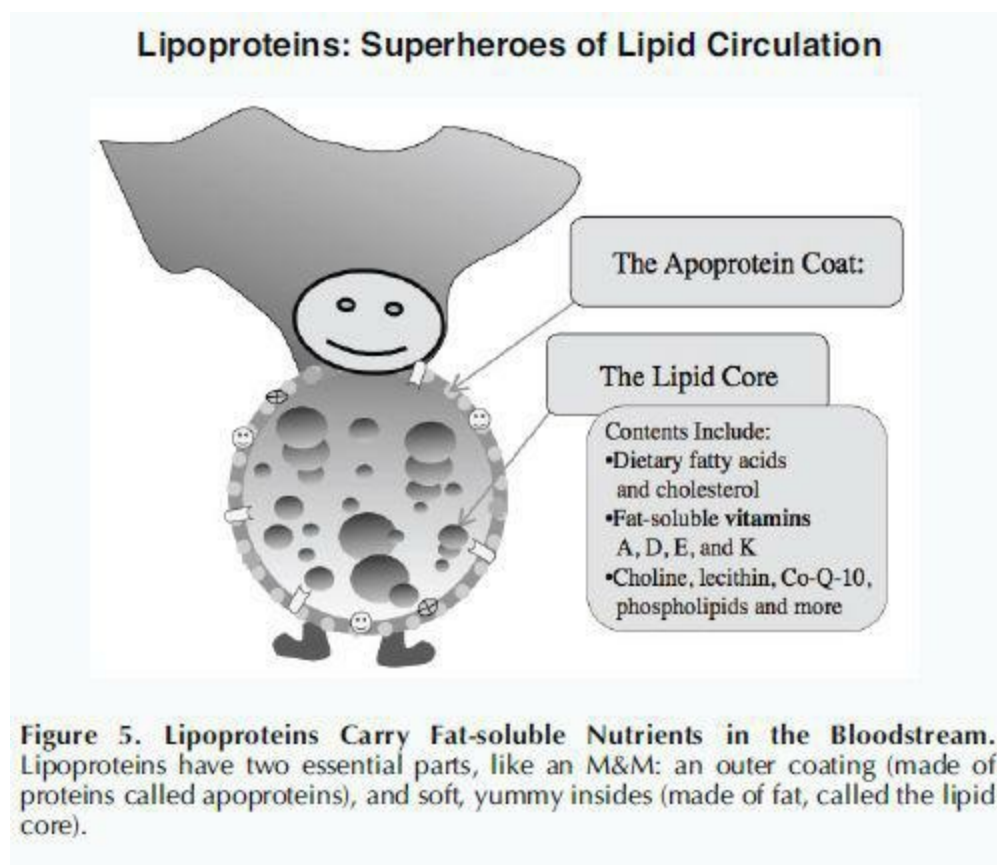 Lipoproteins: Superheroes of Lipid Circulation
The Apoprotein Coat:
The Lipid Core
Contents Include:
•Dietary fatty acids
and cholesterol
•Fat-soluble vitamins
A, D, E, and K
•Choline, lecithin, Co-Q-10,
phospholipids and more
Figure 5. Lipoproteins Carry Fat-soluble Nutrients in the Bloodstream.
Lipoproteins have two essential parts, like an M&M: an outer coating (made of
proteins called apoproteins), and soft, yummy insides (made of fat, called the lipid
core).